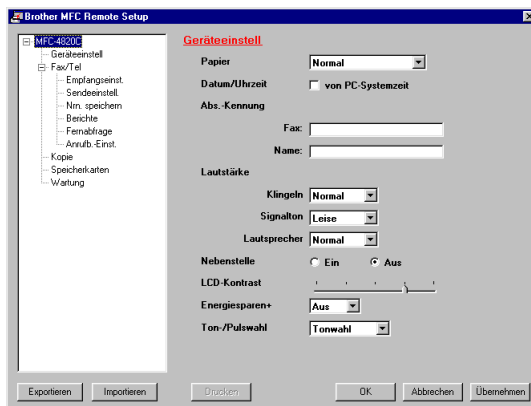 Brother MFC Remote Setup
MFC-4820C
Geräteeinstell
Fax/Tel
Empfangseinst.
Sendeeinstell.
Nrn. speichern
Berichte
Fernabfrage
Anrufb.-Einst.
Kopie
Speicherkarten
Wartung
Geräteeinstell
Papier Normal
Datum/Uhrzeit von PC-Systemzeit
Abs.-Kennung
Fax:
Name:
Lautstärke
Klingeln Normal
Signalton Leise
Lautsprecher Normal
Nebenstelle Ein Aus
LCD-Kontrast
Energiesparen+ Aus
Ton-/Pulswahl Tonwahl
Exportieren Importieren Drucken OK Abbrechen Übernehmen